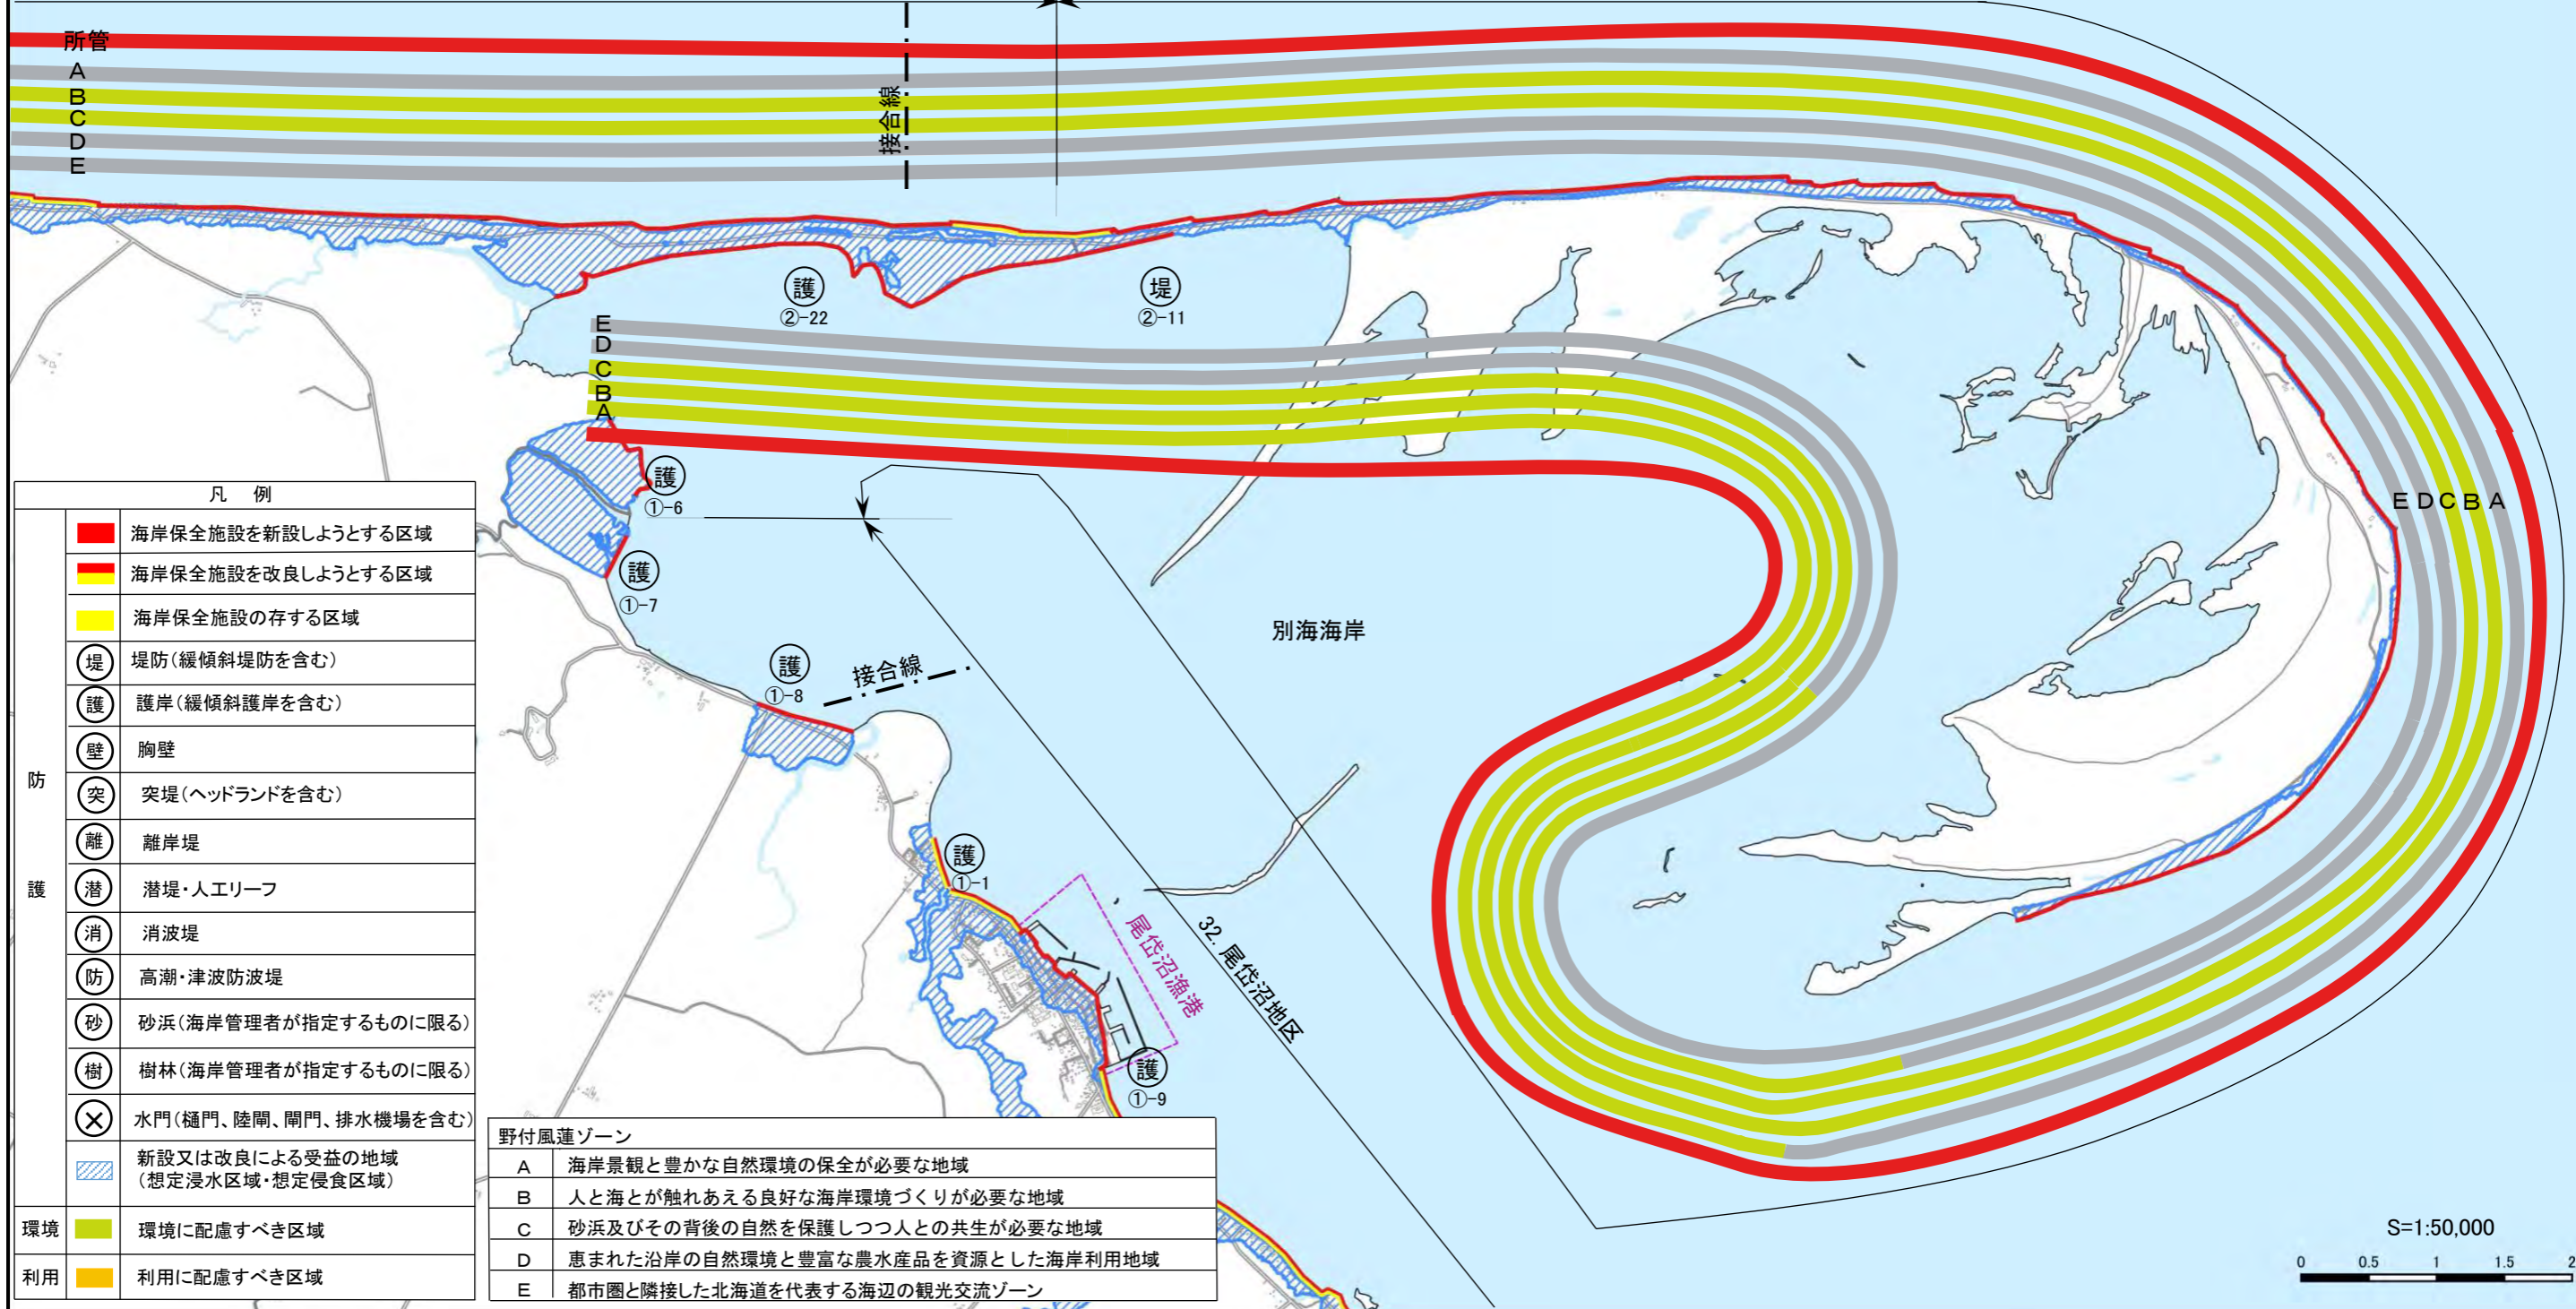 所管
A
B
C
D
E
接合線
護
②-22
堤
②-11
E
D
C
B
A
護
①-6
護
①-7
護
①-8
接合線
別海海岸
E D C B A
護
①-1
尾岱沼漁港
32. 尾岱沼地区
護
①-9
凡 例
防護
海岸保全施設を新設しようとする区域
海岸保全施設を改良しようとする区域
海岸保全施設の存する区域
堤 堤防(緩傾斜堤防を含む)
護 護岸(緩傾斜護岸を含む)
壁 胸壁
突 突堤(ヘッドランドを含む)
離 離岸堤
潜 潜堤・人工リーフ
消 消波堤
防 高潮・津波防波堤
砂 砂浜(海岸管理者が指定するものに限る)
樹 樹林(海岸管理者が指定するものに限る)
水門(樋門、陸閘、閘門、排水機場を含む)
新設又は改良による受益の地域
(想定浸水区域・想定侵食区域)
環境 環境に配慮すべき区域
利用 利用に配慮すべき区域
野付風蓮ゾーン
A 海岸景観と豊かな自然環境の保全が必要な地域
B 人と海とが触れあえる良好な海岸環境づくりが必要な地域
C 砂浜及びその背後の自然を保護しつつ人との共生が必要な地域
D 恵まれた沿岸の自然環境と豊富な農水産品を資源とした海岸利用地域
E 都市圏と隣接した北海道を代表する海辺の観光交流ゾーン
S=1:50,000
0 0.5 1 1.5 2